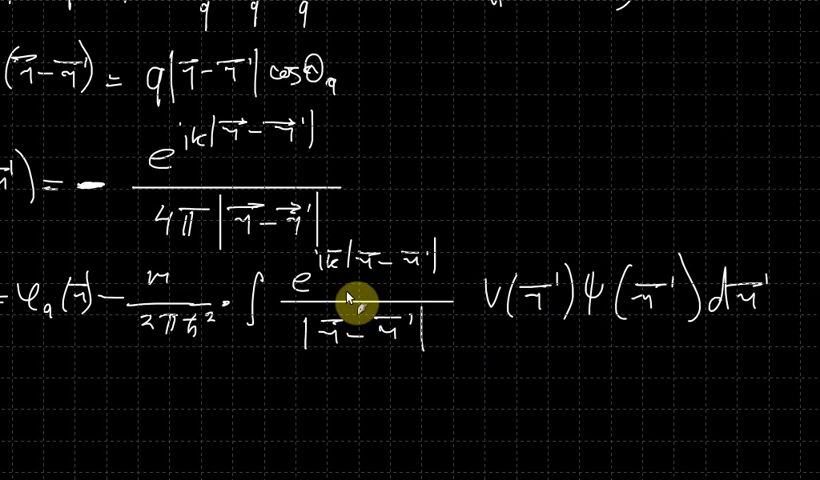 q q q
(r⃗ - r⃗') = q|r⃗ - r⃗'| cosθ_q
r⃗') = - e^{ik|r⃗ - r⃗'|} / 4π|r⃗ - r⃗'|
= φ_q(r⃗) - m/2πħ² · ∫ e^{ik|r⃗ - r⃗'|} / |r⃗ - r⃗'| V(r⃗')ψ(r⃗')dr⃗'